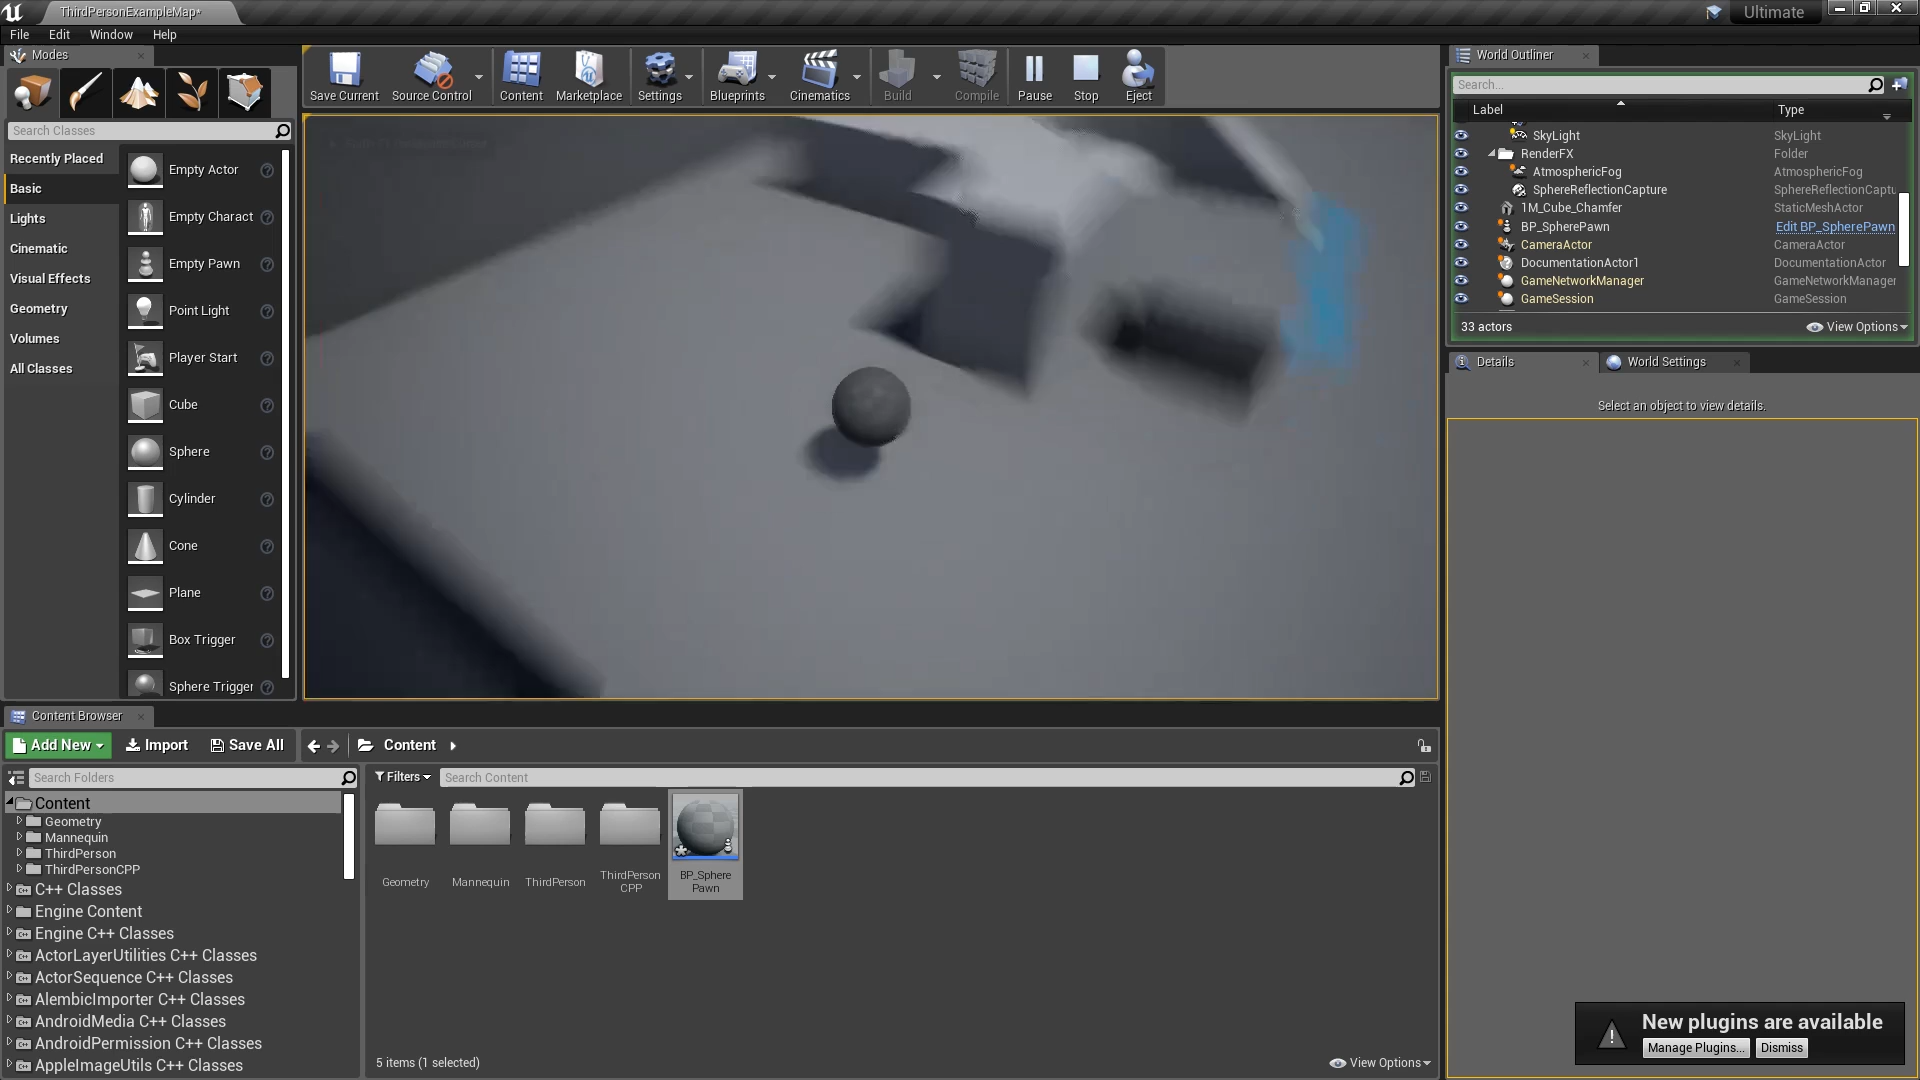 ThirdPersonExampleMap*
Ultimate
File Edit Window Help
Modes
Search Classes
Recently Placed
Basic
Lights
Cinematic
Visual Effects
Geometry
Volumes
All Classes
Empty Actor
Empty Charact
Empty Pawn
Point Light
Player Start
Cube
Sphere
Cylinder
Cone
Plane
Box Trigger
Sphere Trigger
Save Current Source Control Content Marketplace Settings Blueprints Cinematics Build Compile Pause Stop Eject
World Outliner
Search...
Label Type
SkyLight SkyLight
RenderFX Folder
AtmosphericFog AtmosphericFog
SphereReflectionCapture SphereReflectionCaptu
1M_Cube_Chamfer StaticMeshActor
BP_SpherePawn Edit BP_SpherePawn
CameraActor CameraActor
DocumentationActor1 DocumentationActor
GameNetworkManager GameNetworkManager
GameSession GameSession
33 actors View Options
Details World Settings
Select an object to view details.
Content Browser
Add New Import Save All Content
Search Folders
Filters Search Content
Content
Geometry
Mannequin
ThirdPerson
ThirdPersonCPP
C++ Classes
Engine Content
Engine C++ Classes
ActorLayerUtilities C++ Classes
ActorSequence C++ Classes
AlembicImporter C++ Classes
AndroidMedia C++ Classes
AndroidPermission C++ Classes
AppleImageUtils C++ Classes
Geometry
Mannequin
ThirdPerson
ThirdPerson
CPP
BP_Sphere
Pawn
5 items (1 selected) View Options
New plugins are available
Manage Plugins... Dismiss